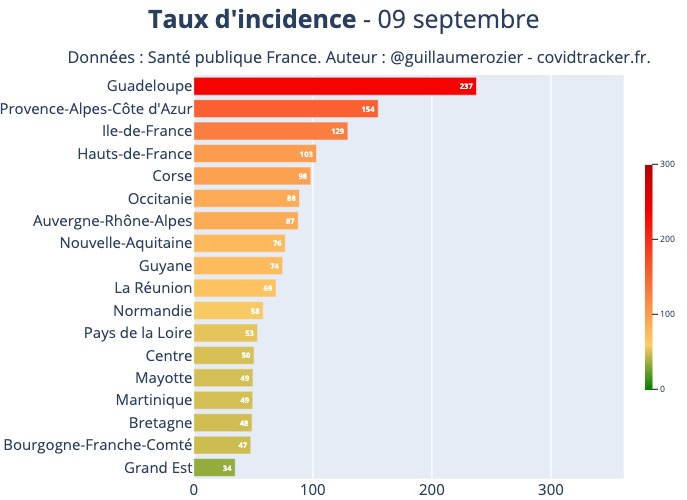 Taux d'incidence - 09 septembre
Données : Santé publique France. Auteur : @guillaumerozier - covidtracker.fr.
Guadeloupe 237
Provence-Alpes-Côte d'Azur 154
Ile-de-France 129
Hauts-de-France 103
Corse 98
Occitanie 88
Auvergne-Rhône-Alpes 87
Nouvelle-Aquitaine 76
Guyane 74
La Réunion 69
Normandie 58
Pays de la Loire 53
Centre 50
Mayotte 49
Martinique 49
Bretagne 48
Bourgogne-Franche-Comté 47
Grand Est 34
0 100 200 300
300
200
100
0